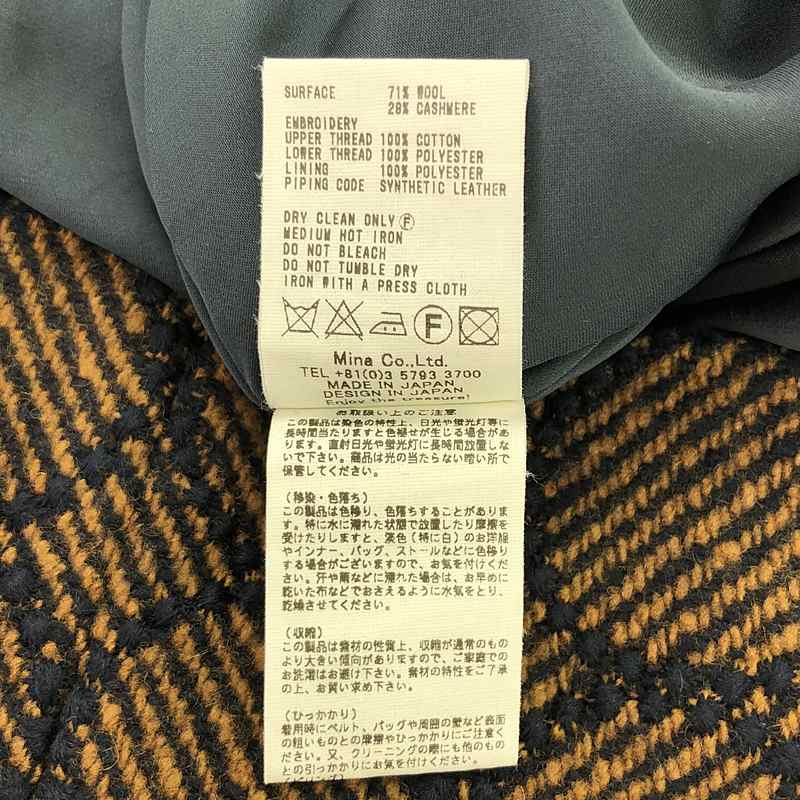 SURFACE 71% WOOL
28% CASHMERE
EMBROIDERY
UPPER THREAD 100% COTTON
LOWER THREAD 100% POLYESTER
LINING 100% POLYESTER
PIPING CODE SYNTHETIC LEATHER
DRY CLEAN ONLY Ⓕ
MEDIUM HOT IRON
DO NOT BLEACH
DO NOT TUMBLE DRY
IRON WITH A PRESS CLOTH
F
Mina Co.,Ltd.
TEL +81(0)3 5793 3700
MADE IN JAPAN
DESIGN IN JAPAN
Enjoy the treasure!
お取扱い上のご注意
この製品は染色の特性上、日光や蛍光灯等に
長時間当たりますと色褪せが生じる場合があ
ります。直射日光や蛍光灯に長時間放置しな
いで下さい。商品は光の当たらない暗い所で
保管してください。
(移染・色落ち)
この製品は色移り、色落ちすることがありま
す。特に水に濡れた状態で放置したり摩擦を
受けたりしますと、淡色(特に白)のお洋服
やインナー、バッグ、ストールなどに色移り
する場合がございますので、お気を付けくだ
さい。汗や雨などに濡れた場合は、お早めに
乾いた布などでおさえるように水気をとり、
乾燥させてください。
(収縮)
この製品は素材の性質上、収縮が通常のもの
より大きい傾向がありますので、ご家庭での
お洗濯はお避け下さい。素材の特性をご了承
の上、お買い求め下さい。
(ひっかかり)
着用時にベルト、バッグや周囲の壁など表面
の粗いものとの摩擦やひっかかりにご注意く
ださい。又、クリーニングの際にも他のもの
との引っかかりにお気を付けください。